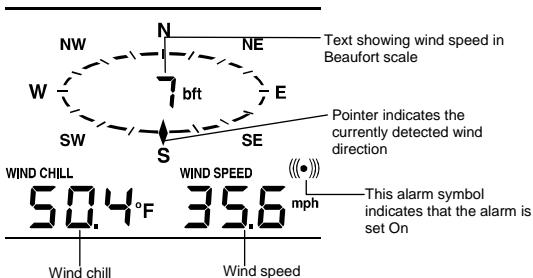 N
NW
NE
Text showing wind speed in
Beaufort scale
W
7 bft
E
Pointer indicates the
currently detected wind
direction
SW
SE
S
WIND CHILL
WIND SPEED
50.4°F
35.6 mph
This alarm symbol
indicates that the alarm is
set On
Wind chill
Wind speed